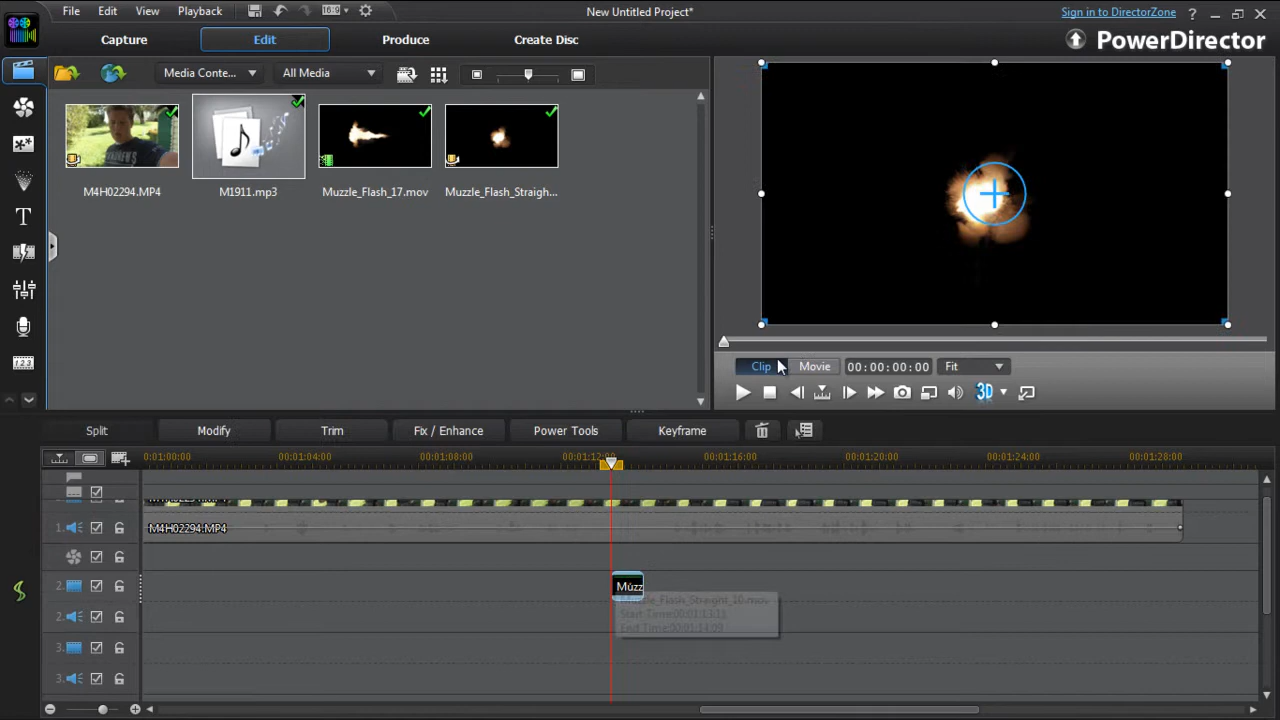 File Edit View Playback 16:9 New Untitled Project* Sign in to DirectorZone ?
Capture Edit Produce Create Disc PowerDirector
Media Conte... All Media
M4H02294.MP4 M1911.mp3 Muzzle_Flash_17.mov Muzzle_Flash_Straigh...
Clip Movie 00:00:00:00 Fit
3D
Split Modify Trim Fix / Enhance Power Tools Keyframe
0:01:00:00 00:01:04:00 00:01:08:00 00:01:12:00 00:01:16:00 00:01:20:00 00:01:24:00 00:01:28:00
1. M4H02294.MP4
2. Muzz
Muzzle_Flash_Straight_10.mov
Start Time:00:01:13:13
2.
End Time:00:01:14:09
3.
3.